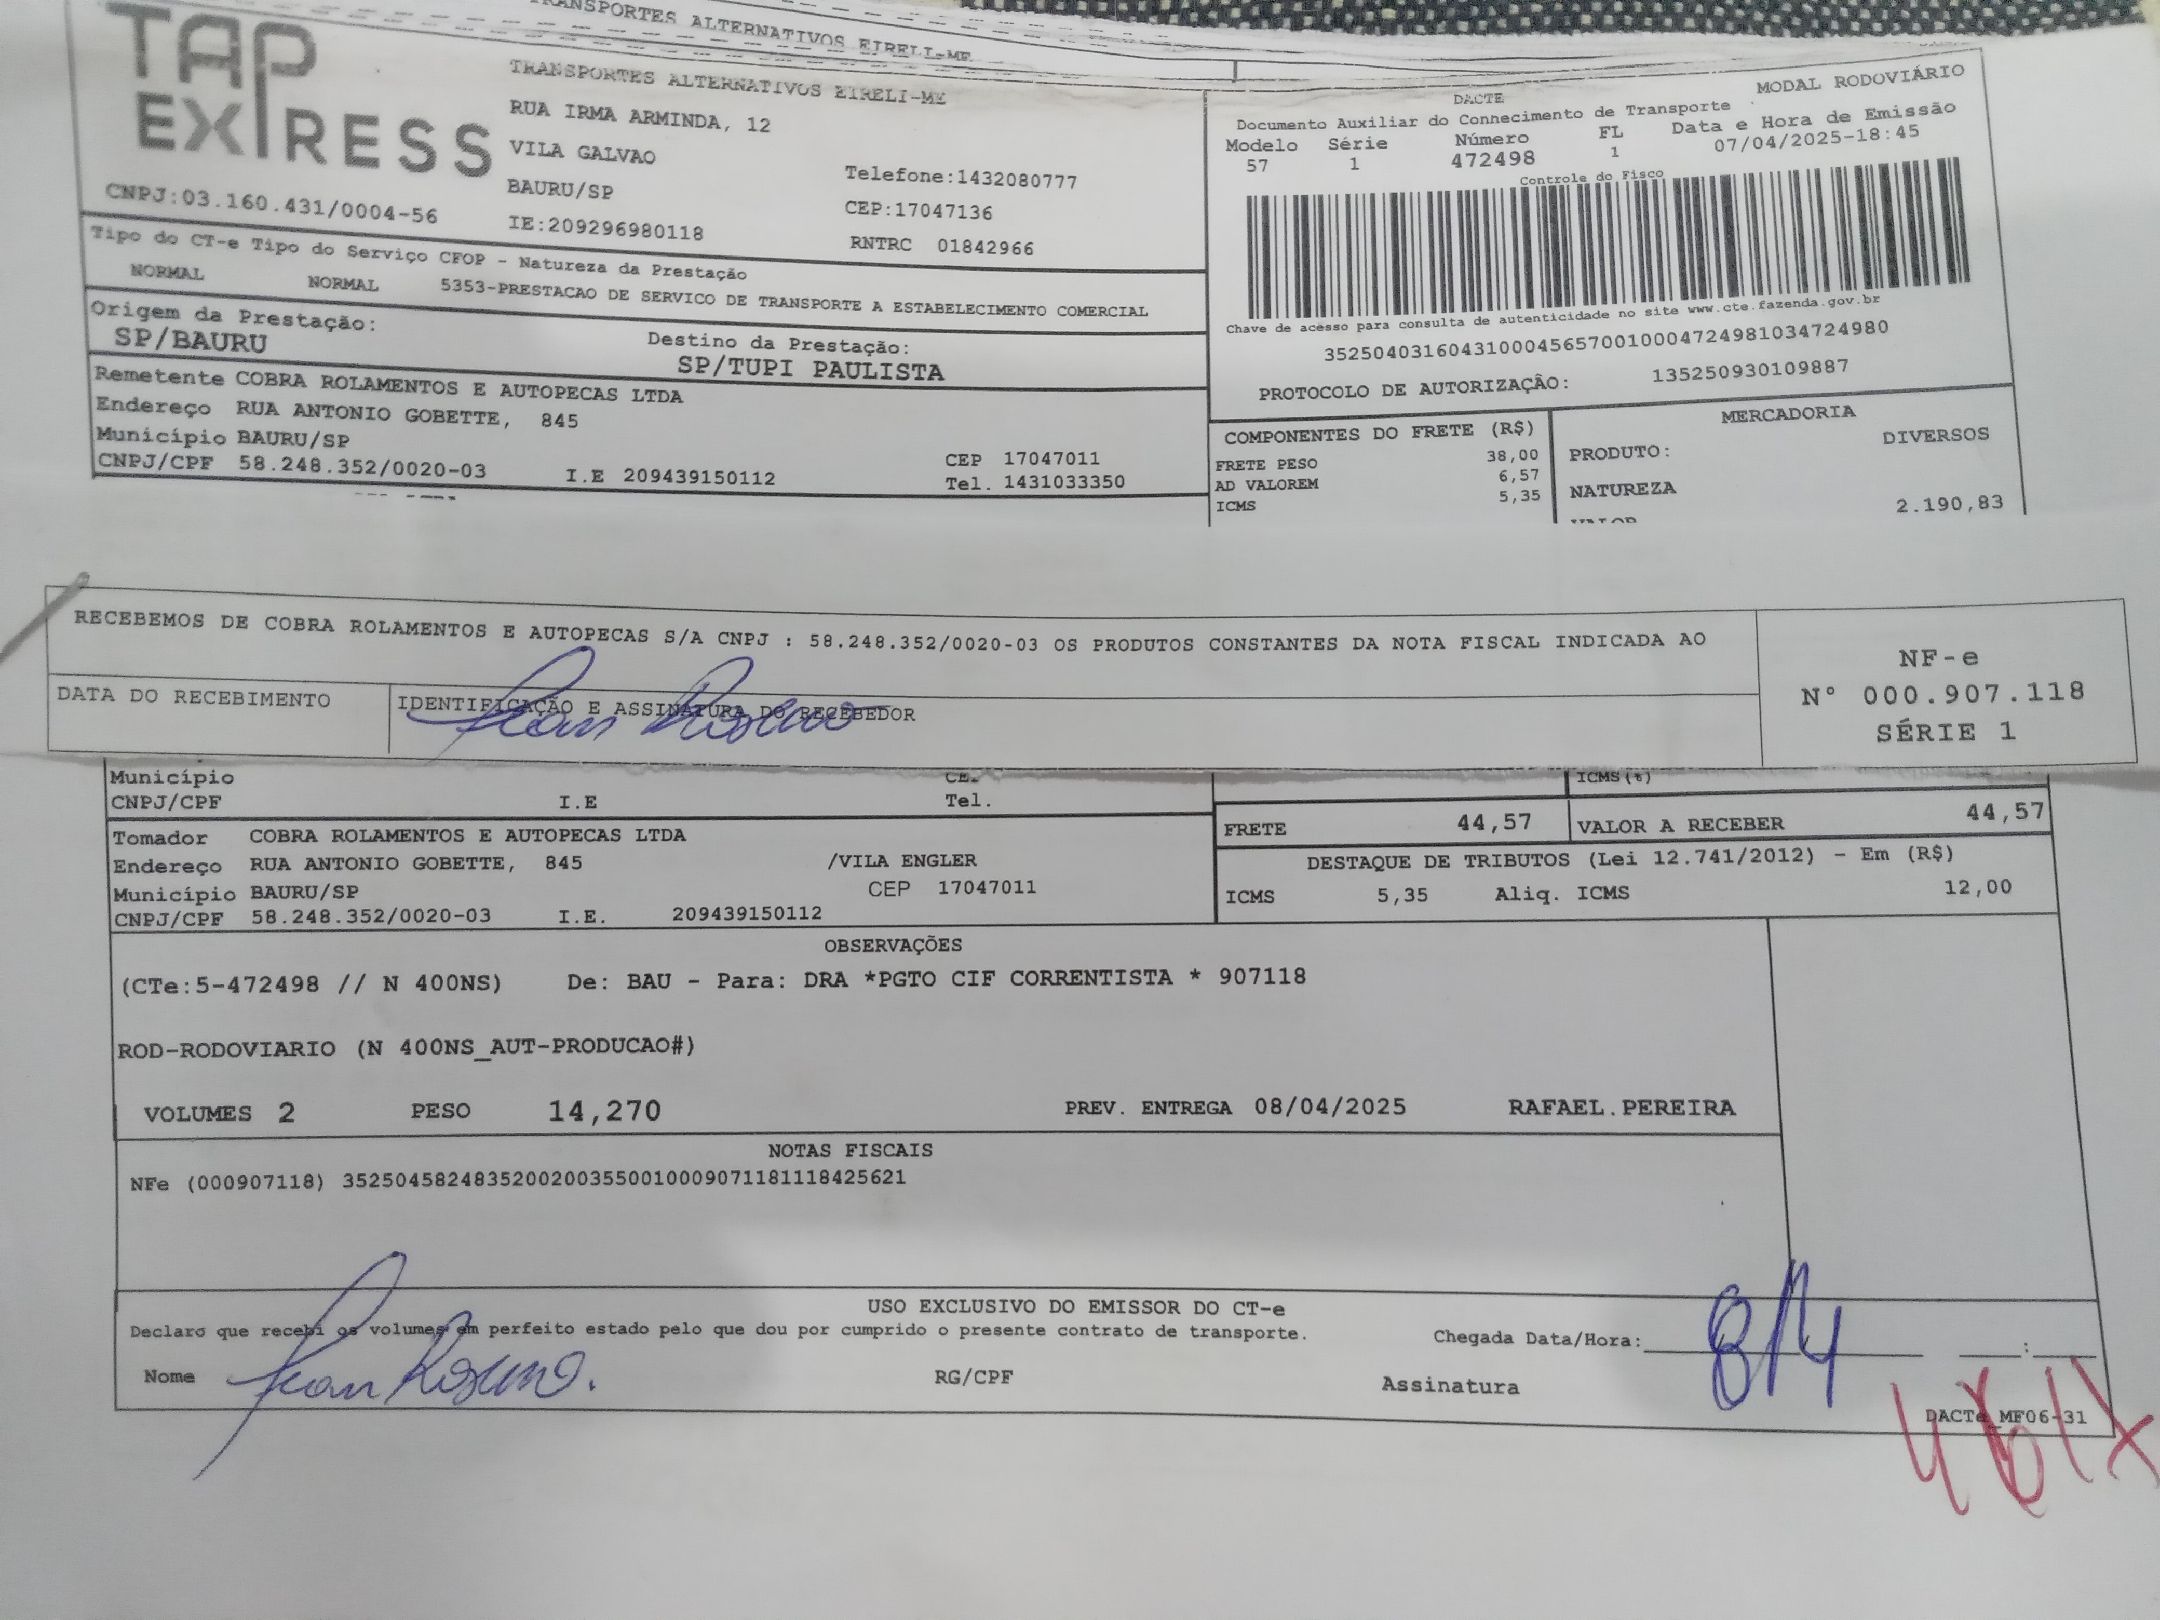 TRANSPORTES ALTERNATIVOS EIRELI-ME
TAP EXPRESS
TRANSPORTES ALTERNATIVOS EIRELI-ME
RUA IRMA ARMINDA, 12
VILA GALVAO
BAURU/SP Telefone:1432080777
CNPJ:03.160.431/0004-56 CEP:17047136
IE:209296980118 RNTRC 01842966
MODAL RODOVIÁRIO
DACTE
Documento Auxiliar do Conhecimento de Transporte
Modelo Série Número FL Data e Hora de Emissão
57 1 472498 1 07/04/2025-18:45
Controle do Fisco
Chave de acesso para consulta de autenticidade no site www.cte.fazenda.gov.br
35250403160431000456570010004724981034724980
PROTOCOLO DE AUTORIZAÇÃO: 135250930109887
Tipo do CT-e Tipo do Serviço CFOP - Natureza da Prestação
NORMAL NORMAL 5353-PRESTACAO DE SERVICO DE TRANSPORTE A ESTABELECIMENTO COMERCIAL
Origem da Prestação: Destino da Prestação:
SP/BAURU SP/TUPI PAULISTA
Remetente COBRA ROLAMENTOS E AUTOPECAS LTDA
Endereço RUA ANTONIO GOBETTE, 845
Município BAURU/SP CEP 17047011
CNPJ/CPF 58.248.352/0020-03 I.E 209439150112 Tel. 1431033350
COMPONENTES DO FRETE (R$)
FRETE PESO 38,00
AD VALOREM 6,57
ICMS 5,35
MERCADORIA
PRODUTO: DIVERSOS
NATUREZA
VALOR 2.190,83
RECEBEMOS DE COBRA ROLAMENTOS E AUTOPECAS S/A CNPJ : 58.248.352/0020-03 OS PRODUTOS CONSTANTES DA NOTA FISCAL INDICADA AO
DATA DO RECEBIMENTO IDENTIFICAÇÃO E ASSINATURA DO RECEBEDOR
NF-e
N° 000.907.118
SÉRIE 1
Município
CNPJ/CPF I.E Tel.
ICMS(%)
FRETE 44,57 VALOR A RECEBER 44,57
Tomador COBRA ROLAMENTOS E AUTOPECAS LTDA
Endereço RUA ANTONIO GOBETTE, 845 /VILA ENGLER
Município BAURU/SP CEP 17047011
CNPJ/CPF 58.248.352/0020-03 I.E. 209439150112
DESTAQUE DE TRIBUTOS (Lei 12.741/2012) - Em (R$)
ICMS 5,35 Aliq. ICMS 12,00
OBSERVAÇÕES
(CTe:5-472498 // N 400NS) De: BAU - Para: DRA *PGTO CIF CORRENTISTA * 907118
ROD-RODOVIARIO (N 400NS_AUT-PRODUCAO#)
VOLUMES 2 PESO 14,270 PREV. ENTREGA 08/04/2025 RAFAEL.PEREIRA
NOTAS FISCAIS
NFe (000907118) 35250458248352002003550010009071181118425621
USO EXCLUSIVO DO EMISSOR DO CT-e
Declaro que recebi os volumes em perfeito estado pelo que dou por cumprido o presente contrato de transporte. Chegada Data/Hora: 8/4 :
Nome RG/CPF Assinatura
DACTe_MF06-31